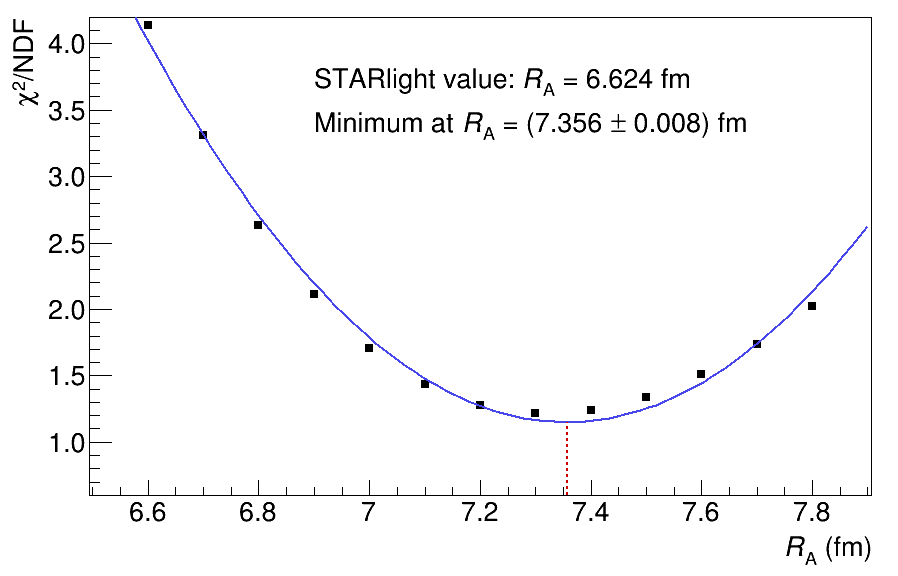 χ²/NDF
4.0
3.5
3.0
2.5
2.0
1.5
1.0
STARlight value: R_A = 6.624 fm
Minimum at R_A = (7.356 ± 0.008) fm
6.6 6.8 7 7.2 7.4 7.6 7.8
R_A (fm)